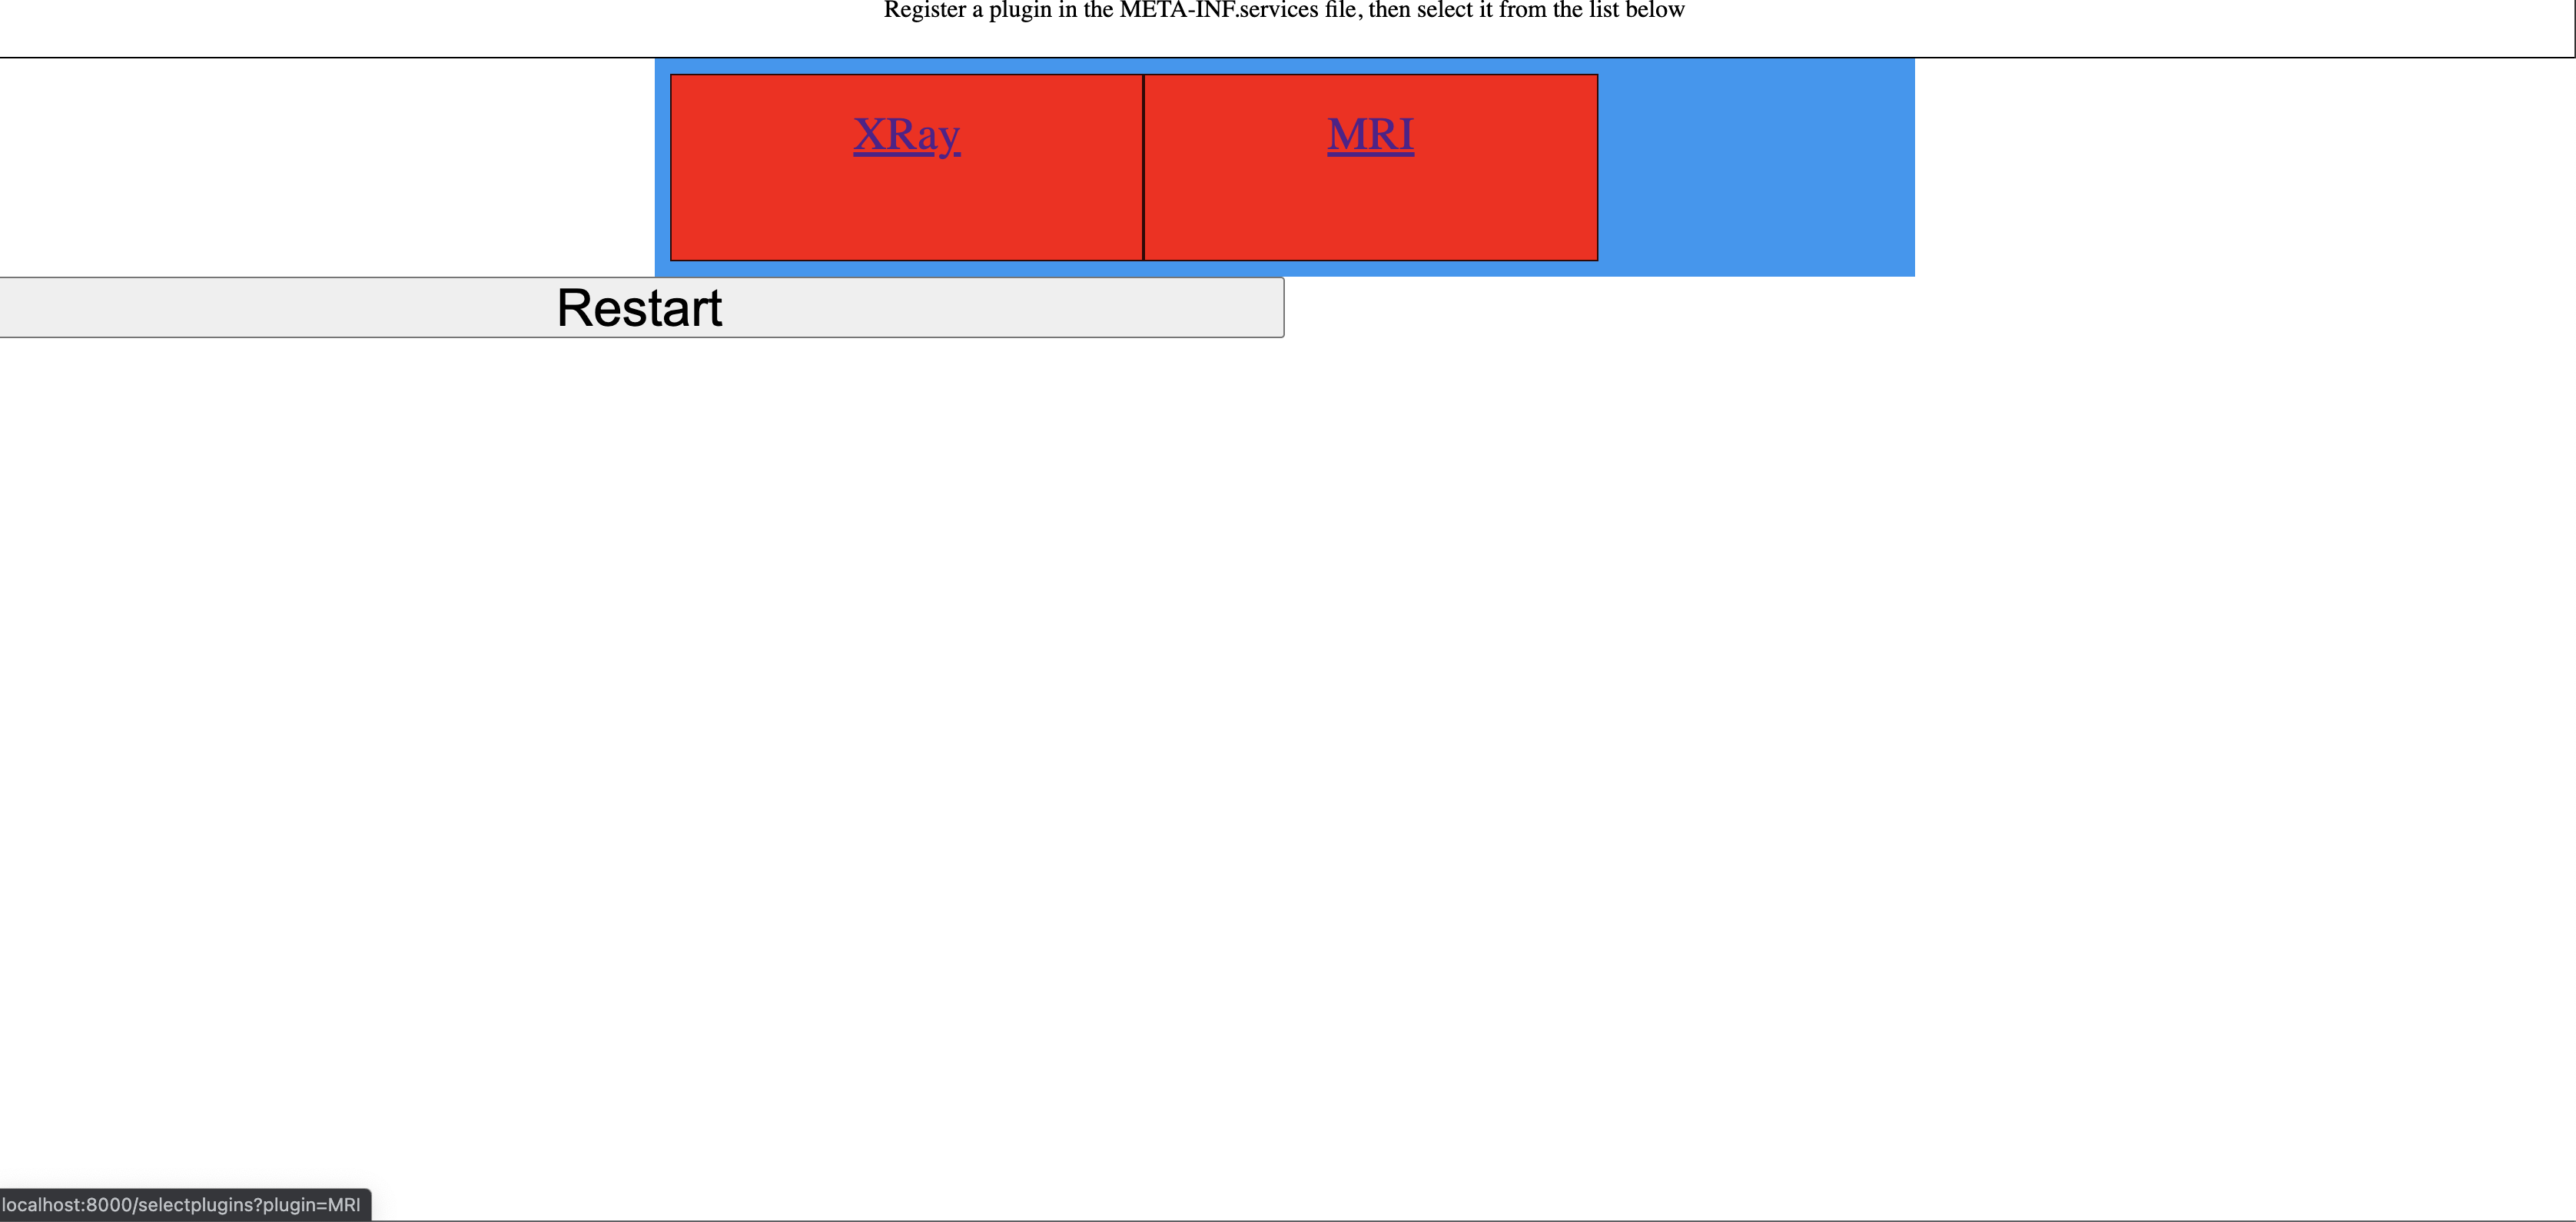 Register a plugin in the META-INF.services file, then select it from the list below
XRay
MRI
Restart
localhost:8000/selectplugins?plugin=MRI